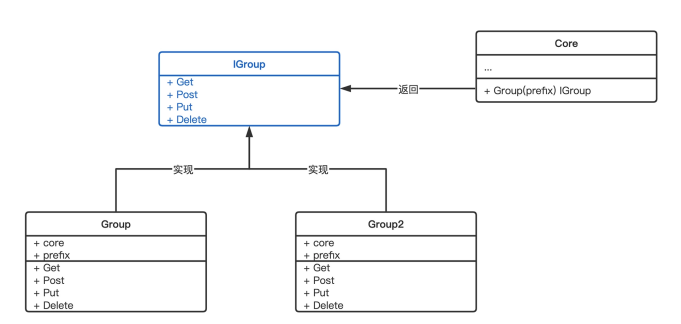 Core
...
+ Group(prefix) IGroup
IGroup
+ Get
+ Post
+ Put
+ Delete
返回
实现
实现
Group
+ core
+ prefix
+ Get
+ Post
+ Put
+ Delete
Group2
+ core
+ prefix
+ Get
+ Post
+ Put
+ Delete